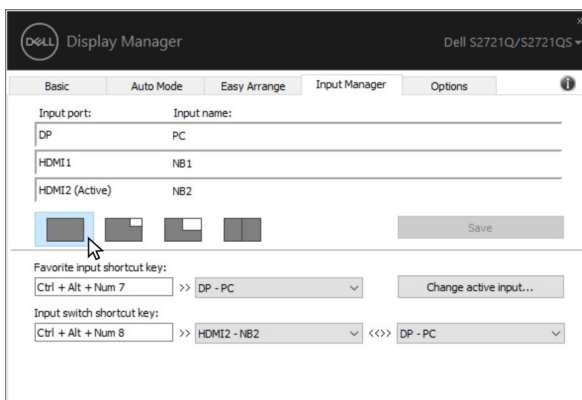 DELL Display Manager
Dell S2721Q/S2721QS
Basic Auto Mode Easy Arrange Input Manager Options
Input port: Input name:
DP PC
HDMI1 NB1
HDMI2 (Active) NB2
Save
Favorite input shortcut key:
Ctrl + Alt + Num 7 >> DP - PC Change active input...
Input switch shortcut key:
Ctrl + Alt + Num 8 >> HDMI2 - NB2 <<>> DP - PC